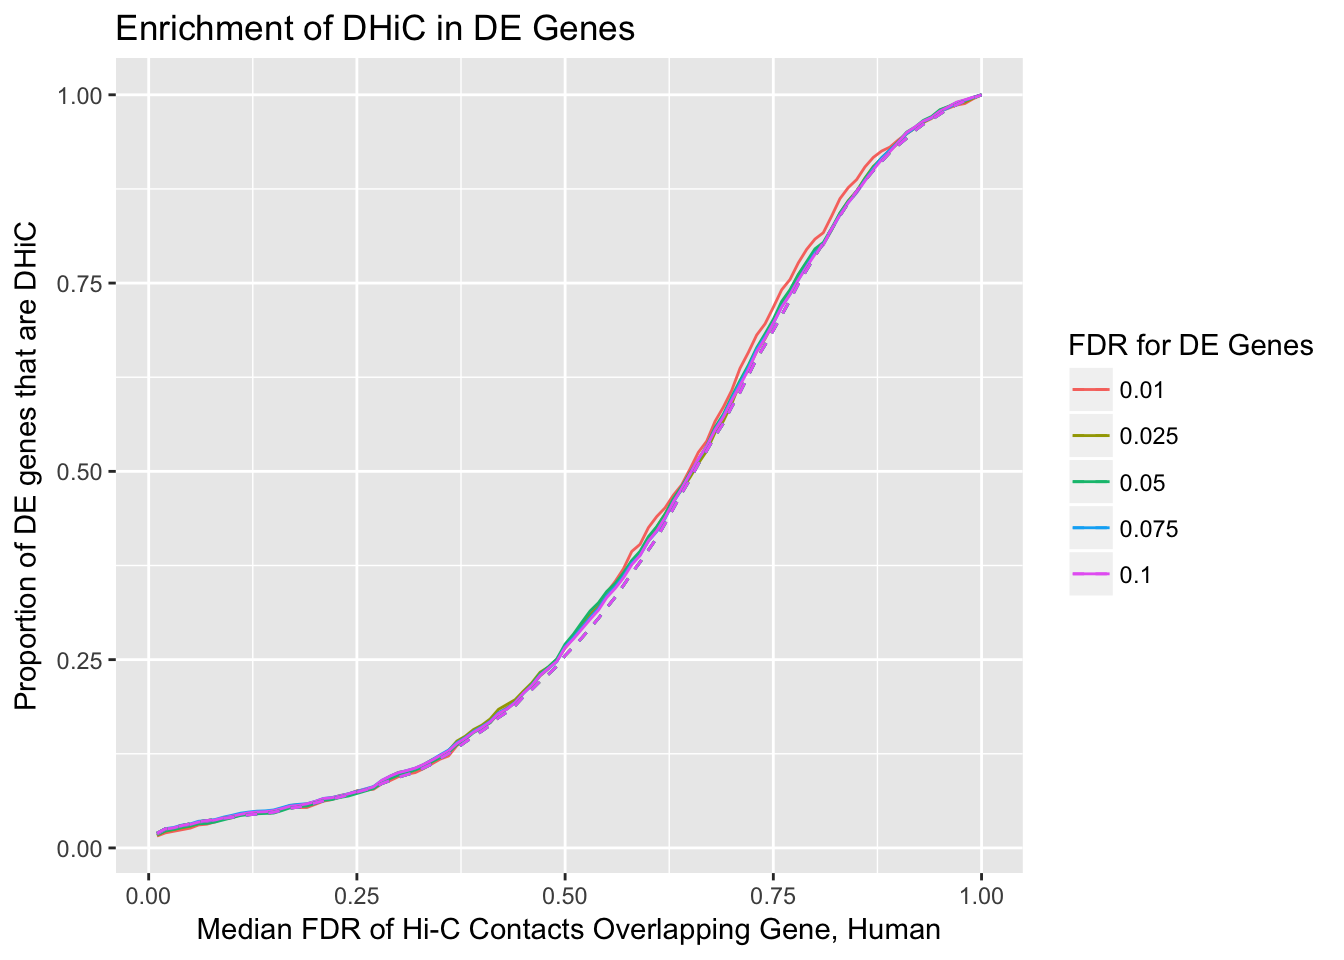 Enrichment of DHiC in DE Genes
Proportion of DE genes that are DHiC
1.00
0.75
0.50
0.25
0.00
0.00 0.25 0.50 0.75 1.00
Median FDR of Hi-C Contacts Overlapping Gene, Human
FDR for DE Genes
0.01
0.025
0.05
0.075
0.1